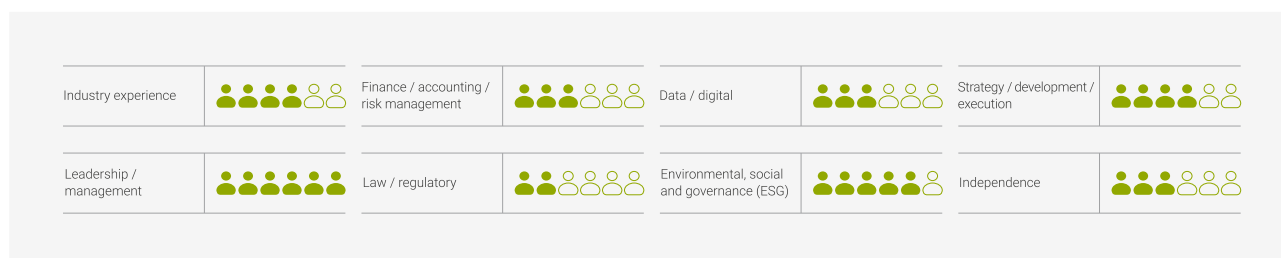 Industry experience
Finance / accounting /
risk management
Data / digital
Strategy / development /
execution
Leadership /
management
Law / regulatory
Environmental, social
and governance (ESG)
Independence